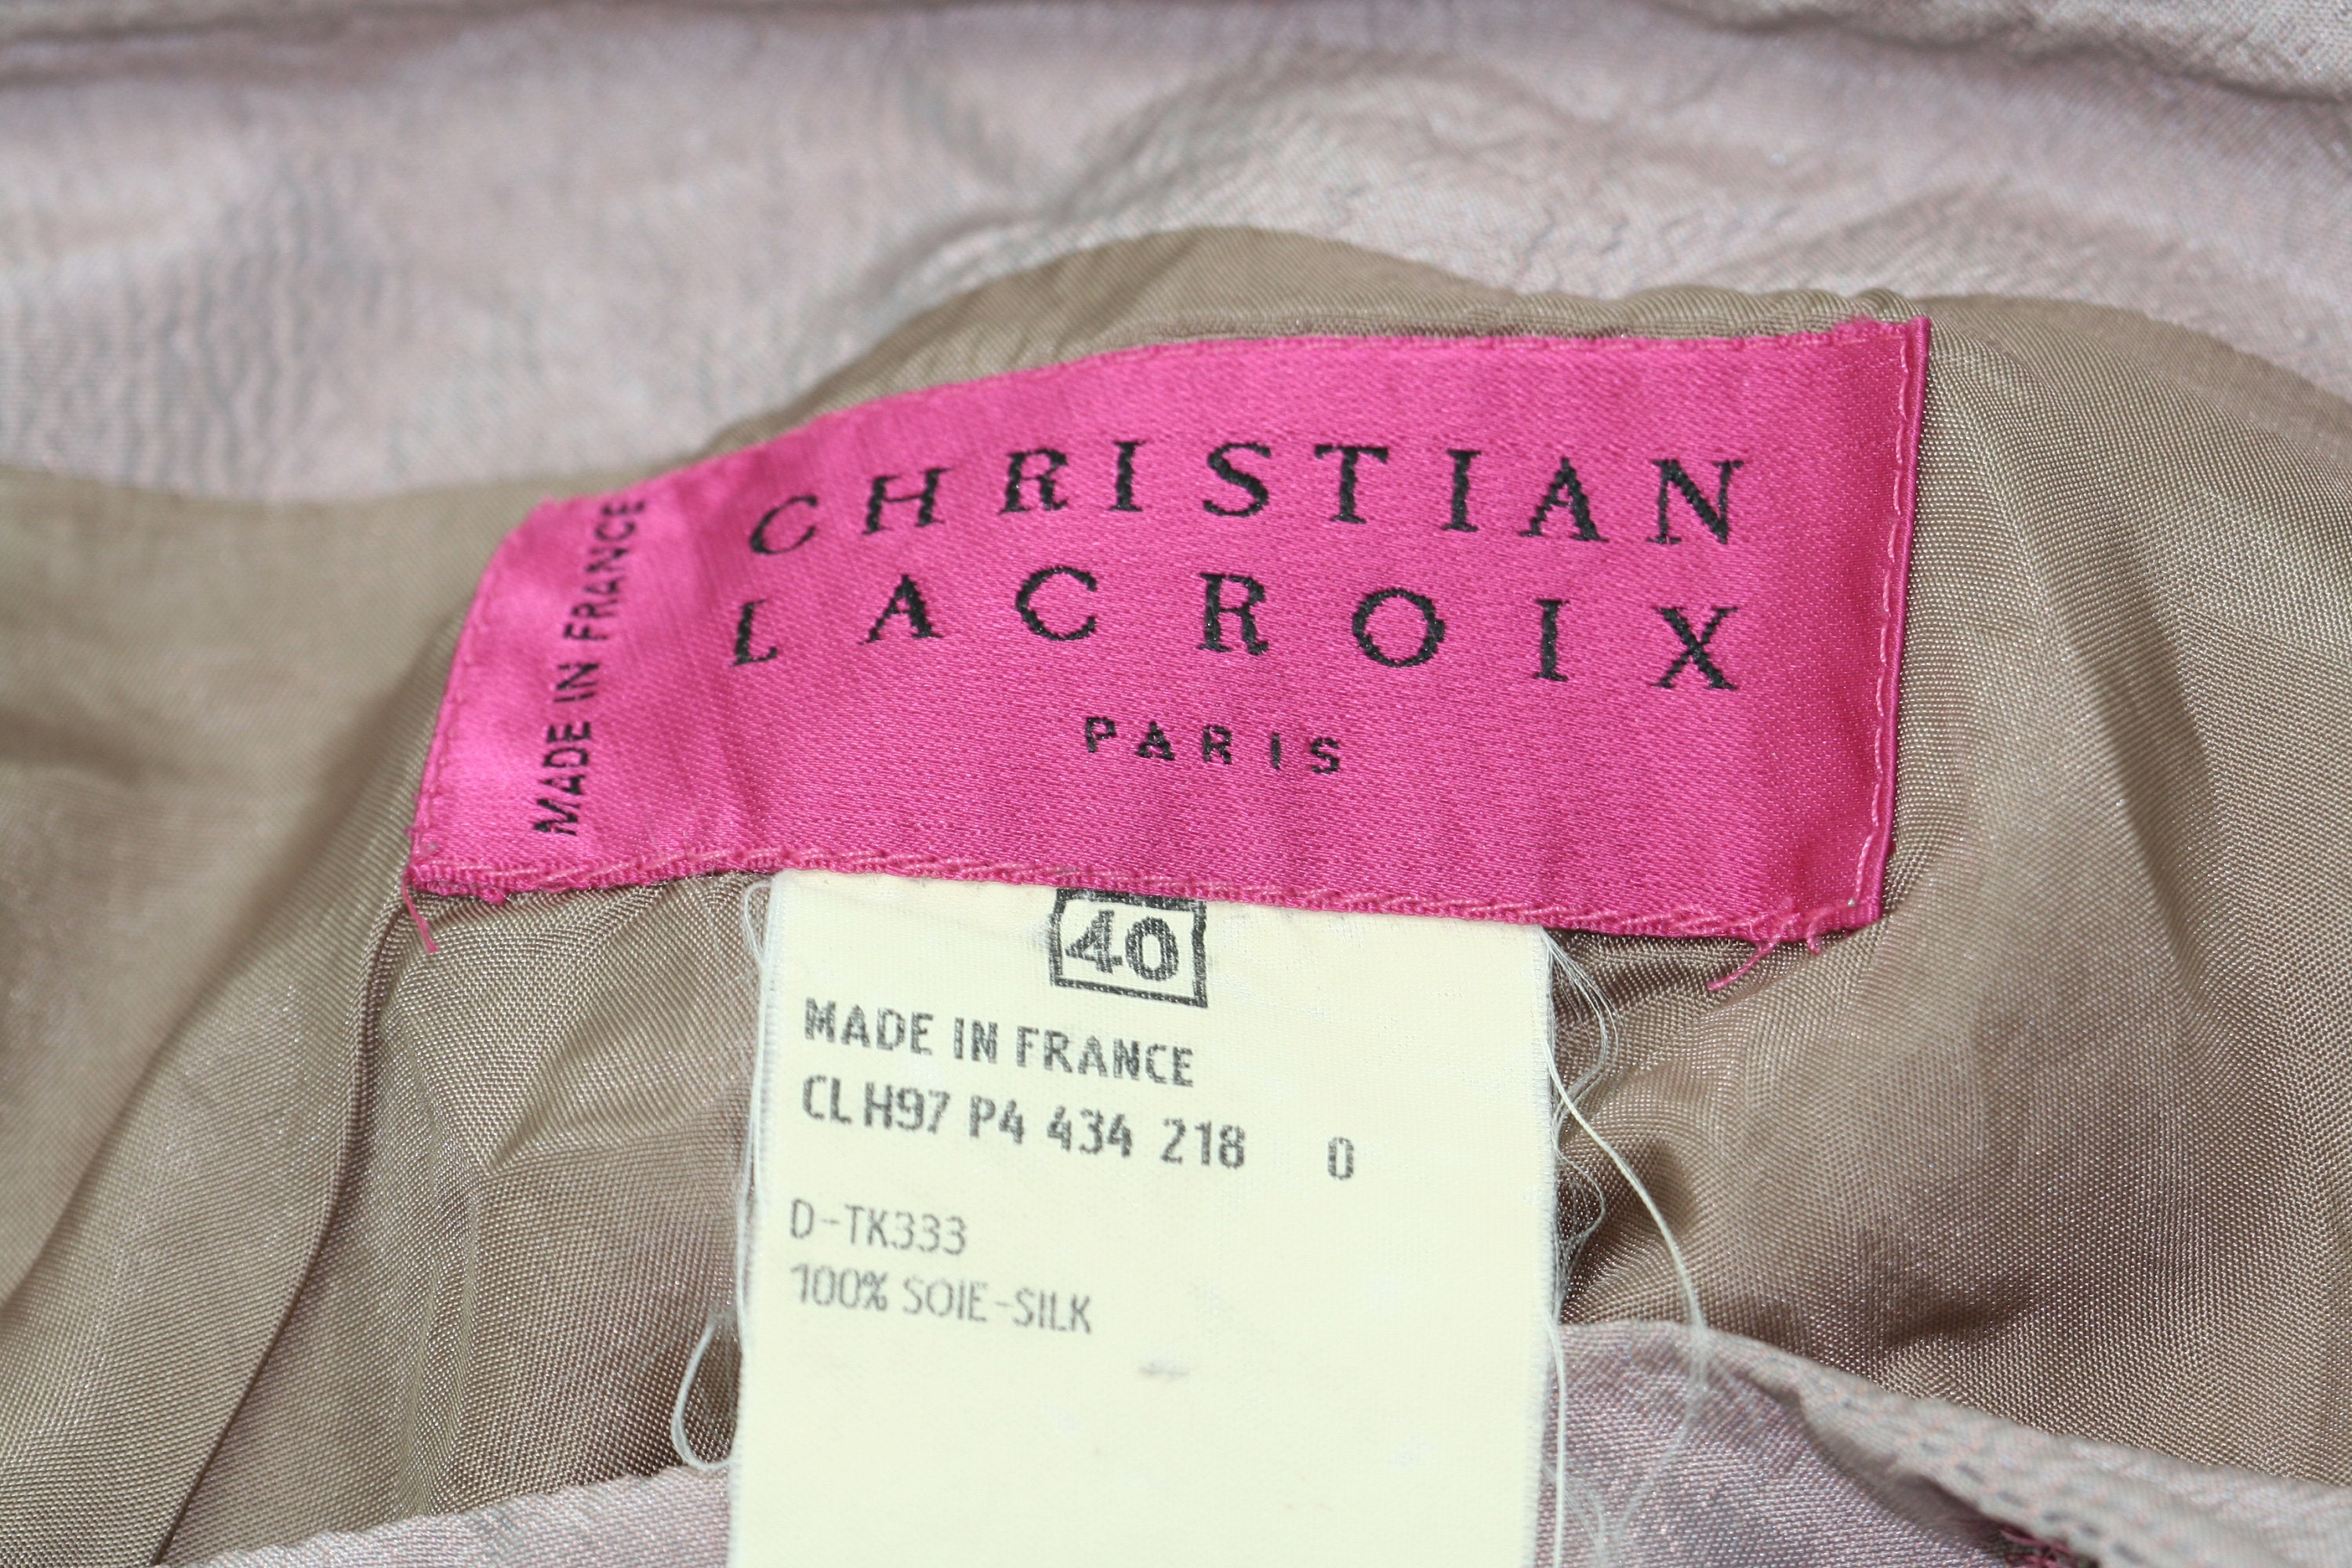 MADE IN FRANCE
CHRISTIAN
LACROIX
PARIS
40
MADE IN FRANCE
CL H97 P4 434 218 0
D-TK333
100% SOIE-SILK